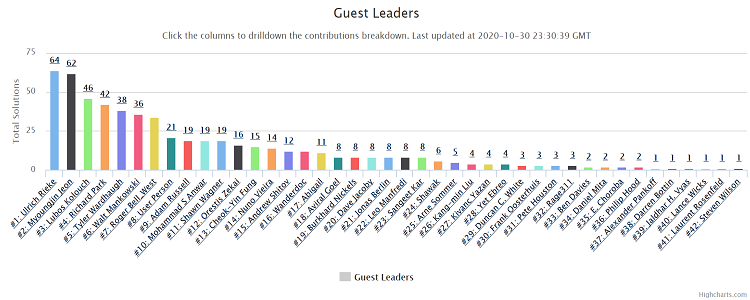 Guest Leaders
Click the columns to drilldown the contributions breakdown. Last updated at 2020-10-30 23:30:39 GMT
Total Solutions
75
50
25
0
64
62
46
42
38
36
21
19
19
19
16
15
14
12
11
8
8
8
8
8
8
6
5
4
4
4
3
3
3
3
2
2
2
2
1
1
1
1
1
1
#1: Ulrich Rieke
#2: Myoungjin Jeon
#3: Lubos Kolouch
#4: Richard Park
#5: Tyler Wardhaugh
#6: Walt Mankowski
#7: Roger Bell West
#8: User Person
#9: Adam Russell
#10: Mohammad S Anwar
#11: Shawn Wagner
#12: Orestis Zekai
#13: Cheok-Yin Fung
#14: Nuno Vieira
#15: Andrew Shitov
#16: Wanderdoc
#17: Abigail
#18: Aviral Goel
#19: Burkhard Nickels
#20: Dave Jacoby
#21: Jonas Berlin
#22: Leo Manfredi
#23: Sangeet Kar
#24: Shawak
#25: Arne Sommer
#26: Kang-min Liu
#27: Kivanc Yazan
#28: Yet Ebreo
#29: Duncan C. White
#30: Frank Oosterhuis
#31: Pete Houston
#32: Rage311
#33: Ben Davies
#34: Daniel Mita
#35: E. Choroba
#36: Philip Hood
#37: Alexander Pankoff
#38: Darren Bottin
#39: Jaldhar H. Vyas
#40: Lance Wicks
#41: Laurent Rosenfeld
#42: Steven Wilson
Guest Leaders
Highcharts.com